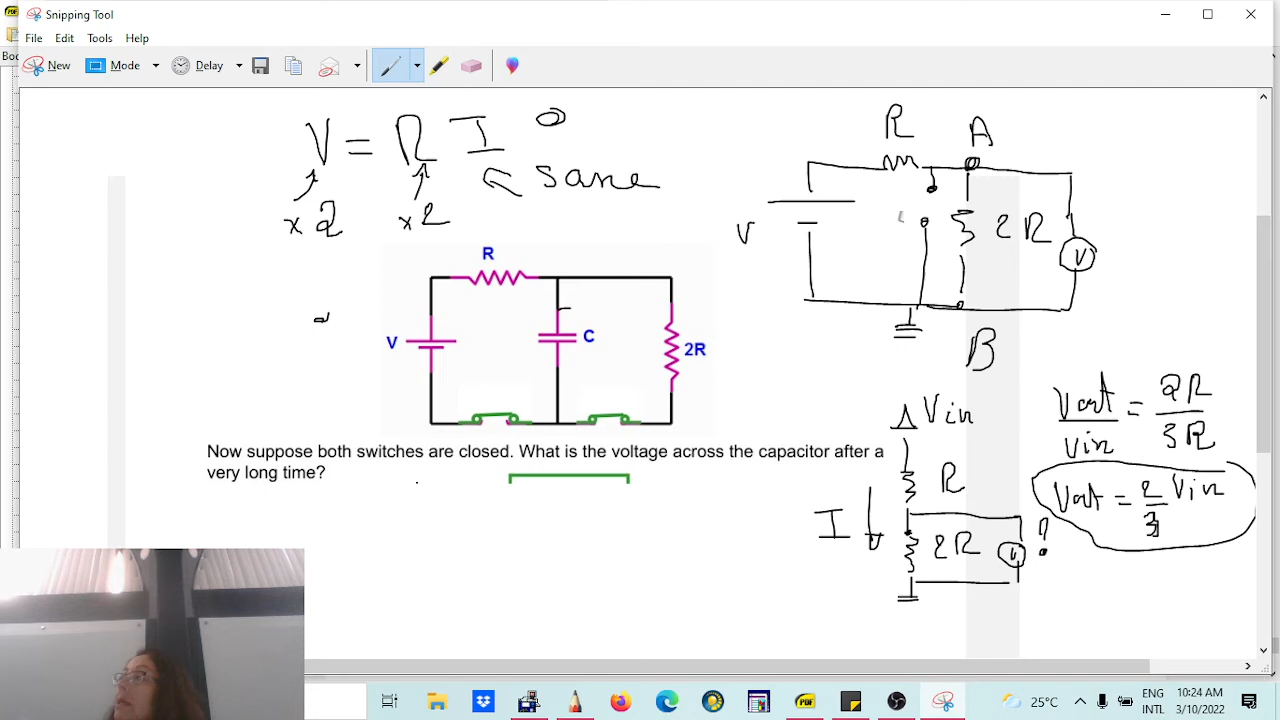 Snipping Tool
File Edit Tools Help
New Mode Delay
Boo
V = R I
x2 x2 same
R A
V 2R V
B
R
V C 2R
Now suppose both switches are closed. What is the voltage across the capacitor after a
very long time?
Vin
R
I 2R V ?
Vout = 2R
Vin 3R
Vout = 2 Vin
3
25°C
ENG
INTL
10:24 AM
3/10/2022